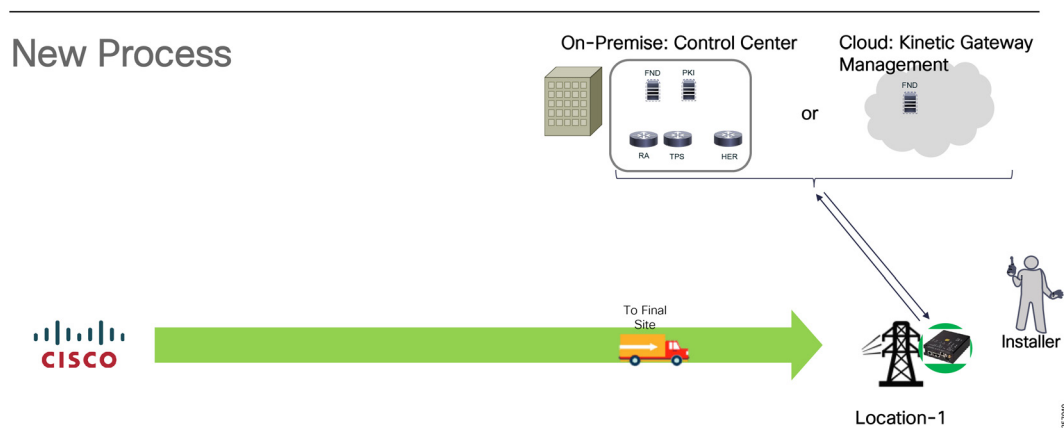 New Process
On-Premise: Control Center
Cloud: Kinetic Gateway
Management
FND
PKI
FND
or
RA
TPS
HER
To Final
Site
CISCO
Installer
Location-1